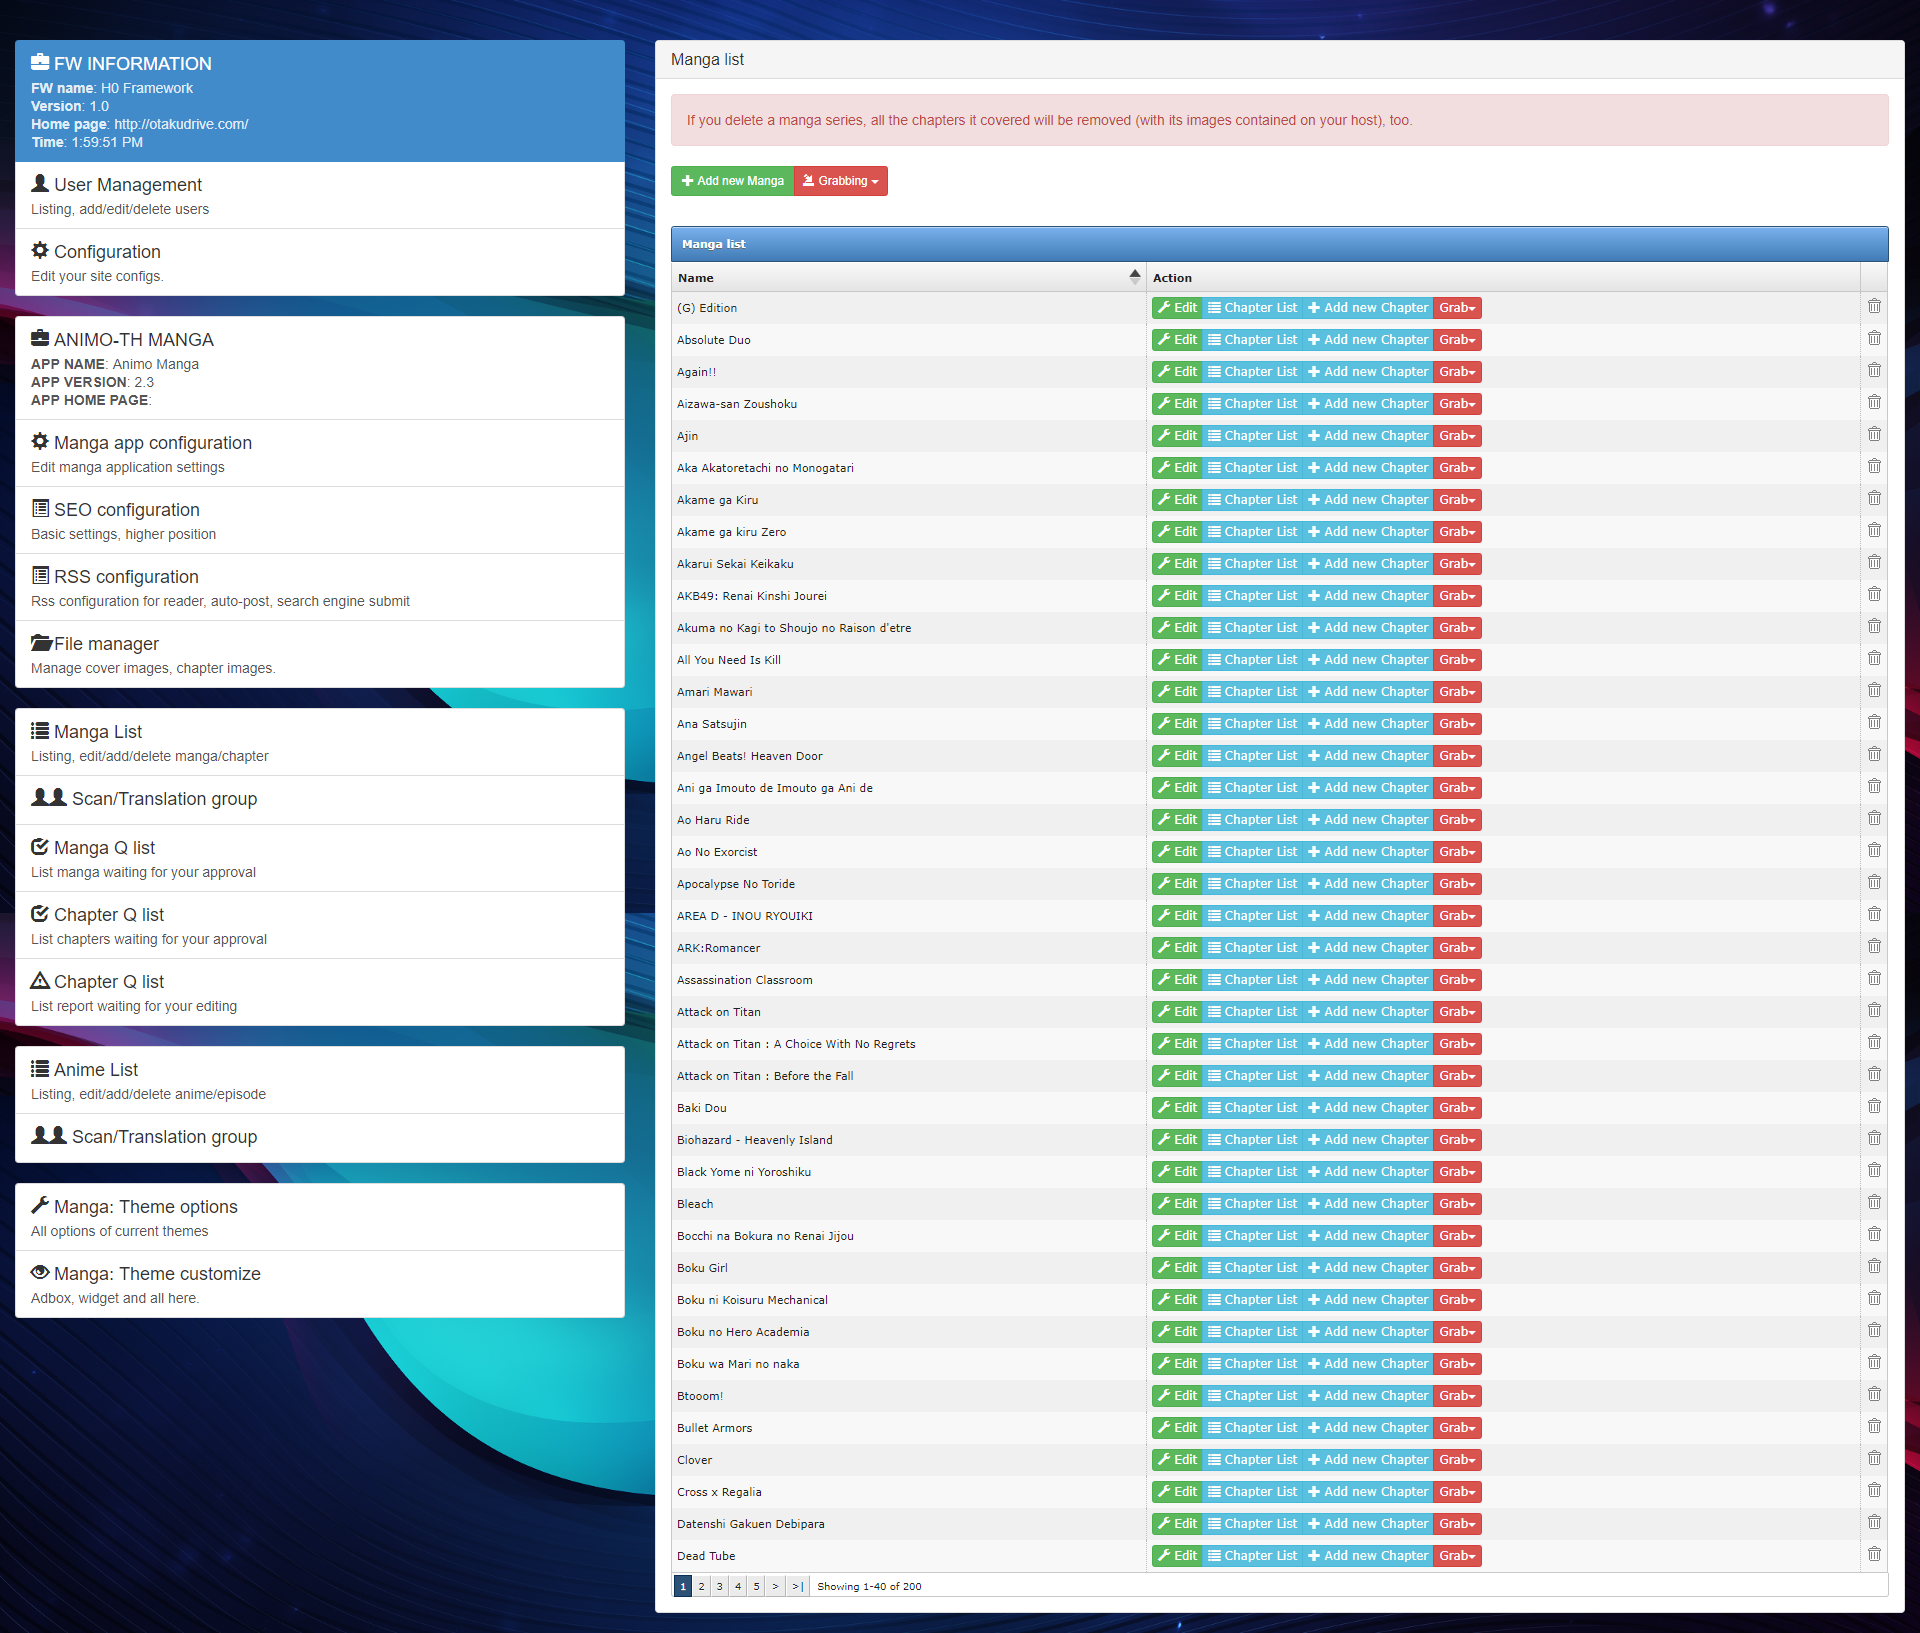 FW INFORMATION
FW name: H0 Framework
Version: 1.0
Home page: http://otakudrive.com/
Time: 1:59:51 PM
User Management
Listing, add/edit/delete users
Configuration
Edit your site configs.
ANIMO-TH MANGA
APP NAME: Animo Manga
APP VERSION: 2.3
APP HOME PAGE:
Manga app configuration
Edit manga application settings
SEO configuration
Basic settings, higher position
RSS configuration
Rss configuration for reader, auto-post, search engine submit
File manager
Manage cover images, chapter images.
Manga List
Listing, edit/add/delete manga/chapter
Scan/Translation group
Manga Q list
List manga waiting for your approval
Chapter Q list
List chapters waiting for your approval
Chapter Q list
List report waiting for your editing
Anime List
Listing, edit/add/delete anime/episode
Scan/Translation group
Manga: Theme options
All options of current themes
Manga: Theme customize
Adbox, widget and all here.
Manga list
If you delete a manga series, all the chapters it covered will be removed (with its images contained on your host), too.
Add new Manga Grabbing
Manga list
Name Action
(G) Edition Edit Chapter List Add new Chapter Grab
Absolute Duo Edit Chapter List Add new Chapter Grab
Again!! Edit Chapter List Add new Chapter Grab
Aizawa-san Zoushoku Edit Chapter List Add new Chapter Grab
Ajin Edit Chapter List Add new Chapter Grab
Aka Akatoretachi no Monogatari Edit Chapter List Add new Chapter Grab
Akame ga Kiru Edit Chapter List Add new Chapter Grab
Akame ga kiru Zero Edit Chapter List Add new Chapter Grab
Akarui Sekai Keikaku Edit Chapter List Add new Chapter Grab
AKB49: Renai Kinshi Jourei Edit Chapter List Add new Chapter Grab
Akuma no Kagi to Shoujo no Raison d'etre Edit Chapter List Add new Chapter Grab
All You Need Is Kill Edit Chapter List Add new Chapter Grab
Amari Mawari Edit Chapter List Add new Chapter Grab
Ana Satsujin Edit Chapter List Add new Chapter Grab
Angel Beats! Heaven Door Edit Chapter List Add new Chapter Grab
Ani ga Imouto de Imouto ga Ani de Edit Chapter List Add new Chapter Grab
Ao Haru Ride Edit Chapter List Add new Chapter Grab
Ao No Exorcist Edit Chapter List Add new Chapter Grab
Apocalypse No Toride Edit Chapter List Add new Chapter Grab
AREA D - INOU RYOUIKI Edit Chapter List Add new Chapter Grab
ARK:Romancer Edit Chapter List Add new Chapter Grab
Assassination Classroom Edit Chapter List Add new Chapter Grab
Attack on Titan Edit Chapter List Add new Chapter Grab
Attack on Titan : A Choice With No Regrets Edit Chapter List Add new Chapter Grab
Attack on Titan : Before the Fall Edit Chapter List Add new Chapter Grab
Baki Dou Edit Chapter List Add new Chapter Grab
Biohazard - Heavenly Island Edit Chapter List Add new Chapter Grab
Black Yome ni Yoroshiku Edit Chapter List Add new Chapter Grab
Bleach Edit Chapter List Add new Chapter Grab
Bocchi na Bokura no Renai Jijou Edit Chapter List Add new Chapter Grab
Boku Girl Edit Chapter List Add new Chapter Grab
Boku ni Koisuru Mechanical Edit Chapter List Add new Chapter Grab
Boku no Hero Academia Edit Chapter List Add new Chapter Grab
Boku wa Mari no naka Edit Chapter List Add new Chapter Grab
Btooom! Edit Chapter List Add new Chapter Grab
Bullet Armors Edit Chapter List Add new Chapter Grab
Clover Edit Chapter List Add new Chapter Grab
Cross x Regalia Edit Chapter List Add new Chapter Grab
Datenshi Gakuen Debipara Edit Chapter List Add new Chapter Grab
Dead Tube Edit Chapter List Add new Chapter Grab
1 2 3 4 5 > >| Showing 1-40 of 200